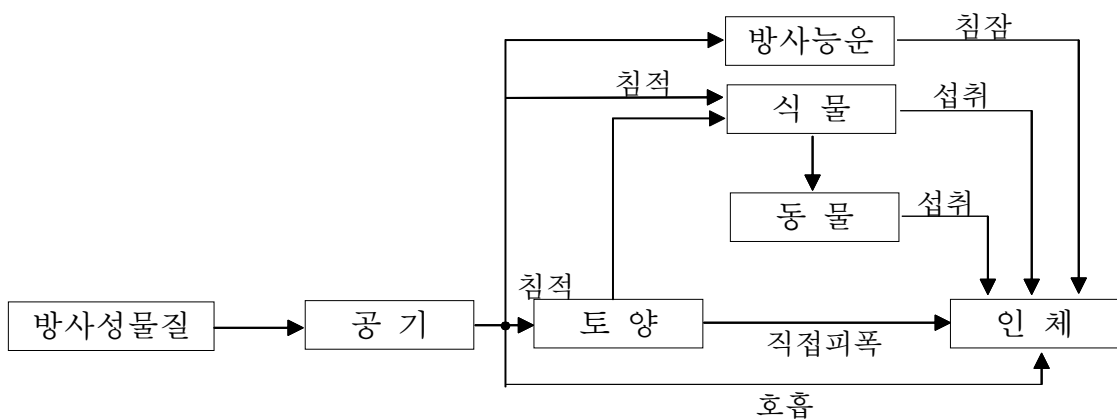 방사능운
침잠
침적
식 물
섭취
동 물
섭취
침적
방사성물질
공 기
토 양
인 체
직접피폭
호흡